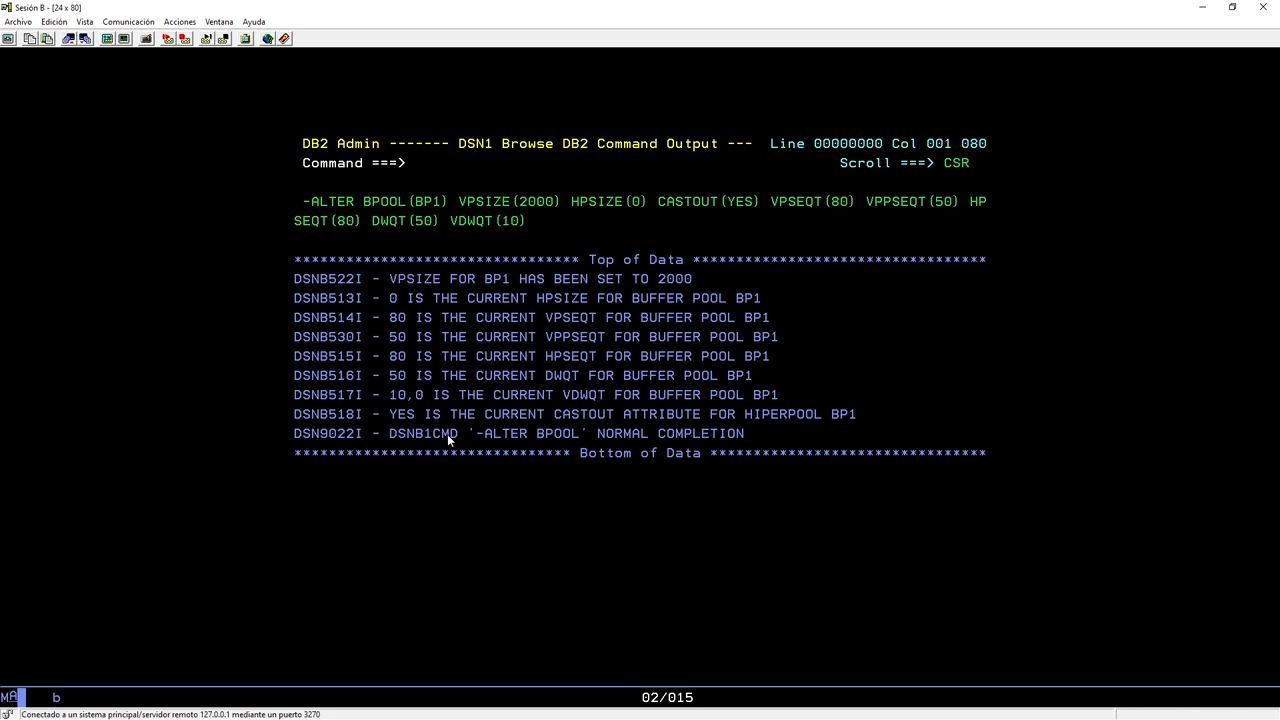 Sesión B - [24 x 80]
Archivo Edición Vista Comunicación Acciones Ventana Ayuda
DB2 Admin ------- DSN1 Browse DB2 Command Output --- Line 00000000 Col 001 080
Command ===> Scroll ===> CSR
-ALTER BPOOL(BP1) VPSIZE(2000) HPSIZE(0) CASTOUT(YES) VPSEQT(80) VPPSEQT(50) HP
SEQT(80) DWQT(50) VDWQT(10)
********************************* Top of Data **********************************
DSNB522I - VPSIZE FOR BP1 HAS BEEN SET TO 2000
DSNB513I - 0 IS THE CURRENT HPSIZE FOR BUFFER POOL BP1
DSNB514I - 80 IS THE CURRENT VPSEQT FOR BUFFER POOL BP1
DSNB530I - 50 IS THE CURRENT VPPSEQT FOR BUFFER POOL BP1
DSNB515I - 80 IS THE CURRENT HPSEQT FOR BUFFER POOL BP1
DSNB516I - 50 IS THE CURRENT DWQT FOR BUFFER POOL BP1
DSNB517I - 10,0 IS THE CURRENT VDWQT FOR BUFFER POOL BP1
DSNB518I - YES IS THE CURRENT CASTOUT ATTRIBUTE FOR HIPERPOOL BP1
DSN9022I - DSNB1CMD '-ALTER BPOOL' NORMAL COMPLETION
******************************** Bottom of Data ********************************
MA b 02/015
Conectado a un sistema principal/servidor remoto 127.0.0.1 mediante un puerto 3270